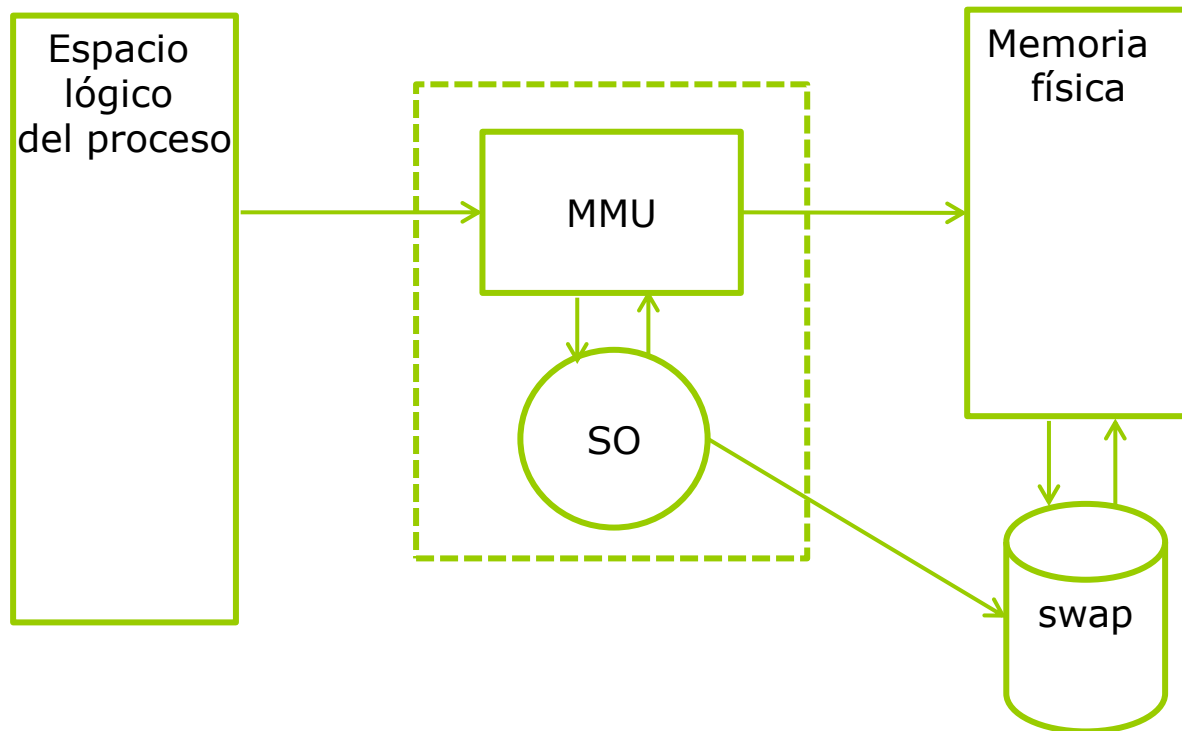 Espacio
lógico
del proceso
MMU
SO
Memoria
física
swap